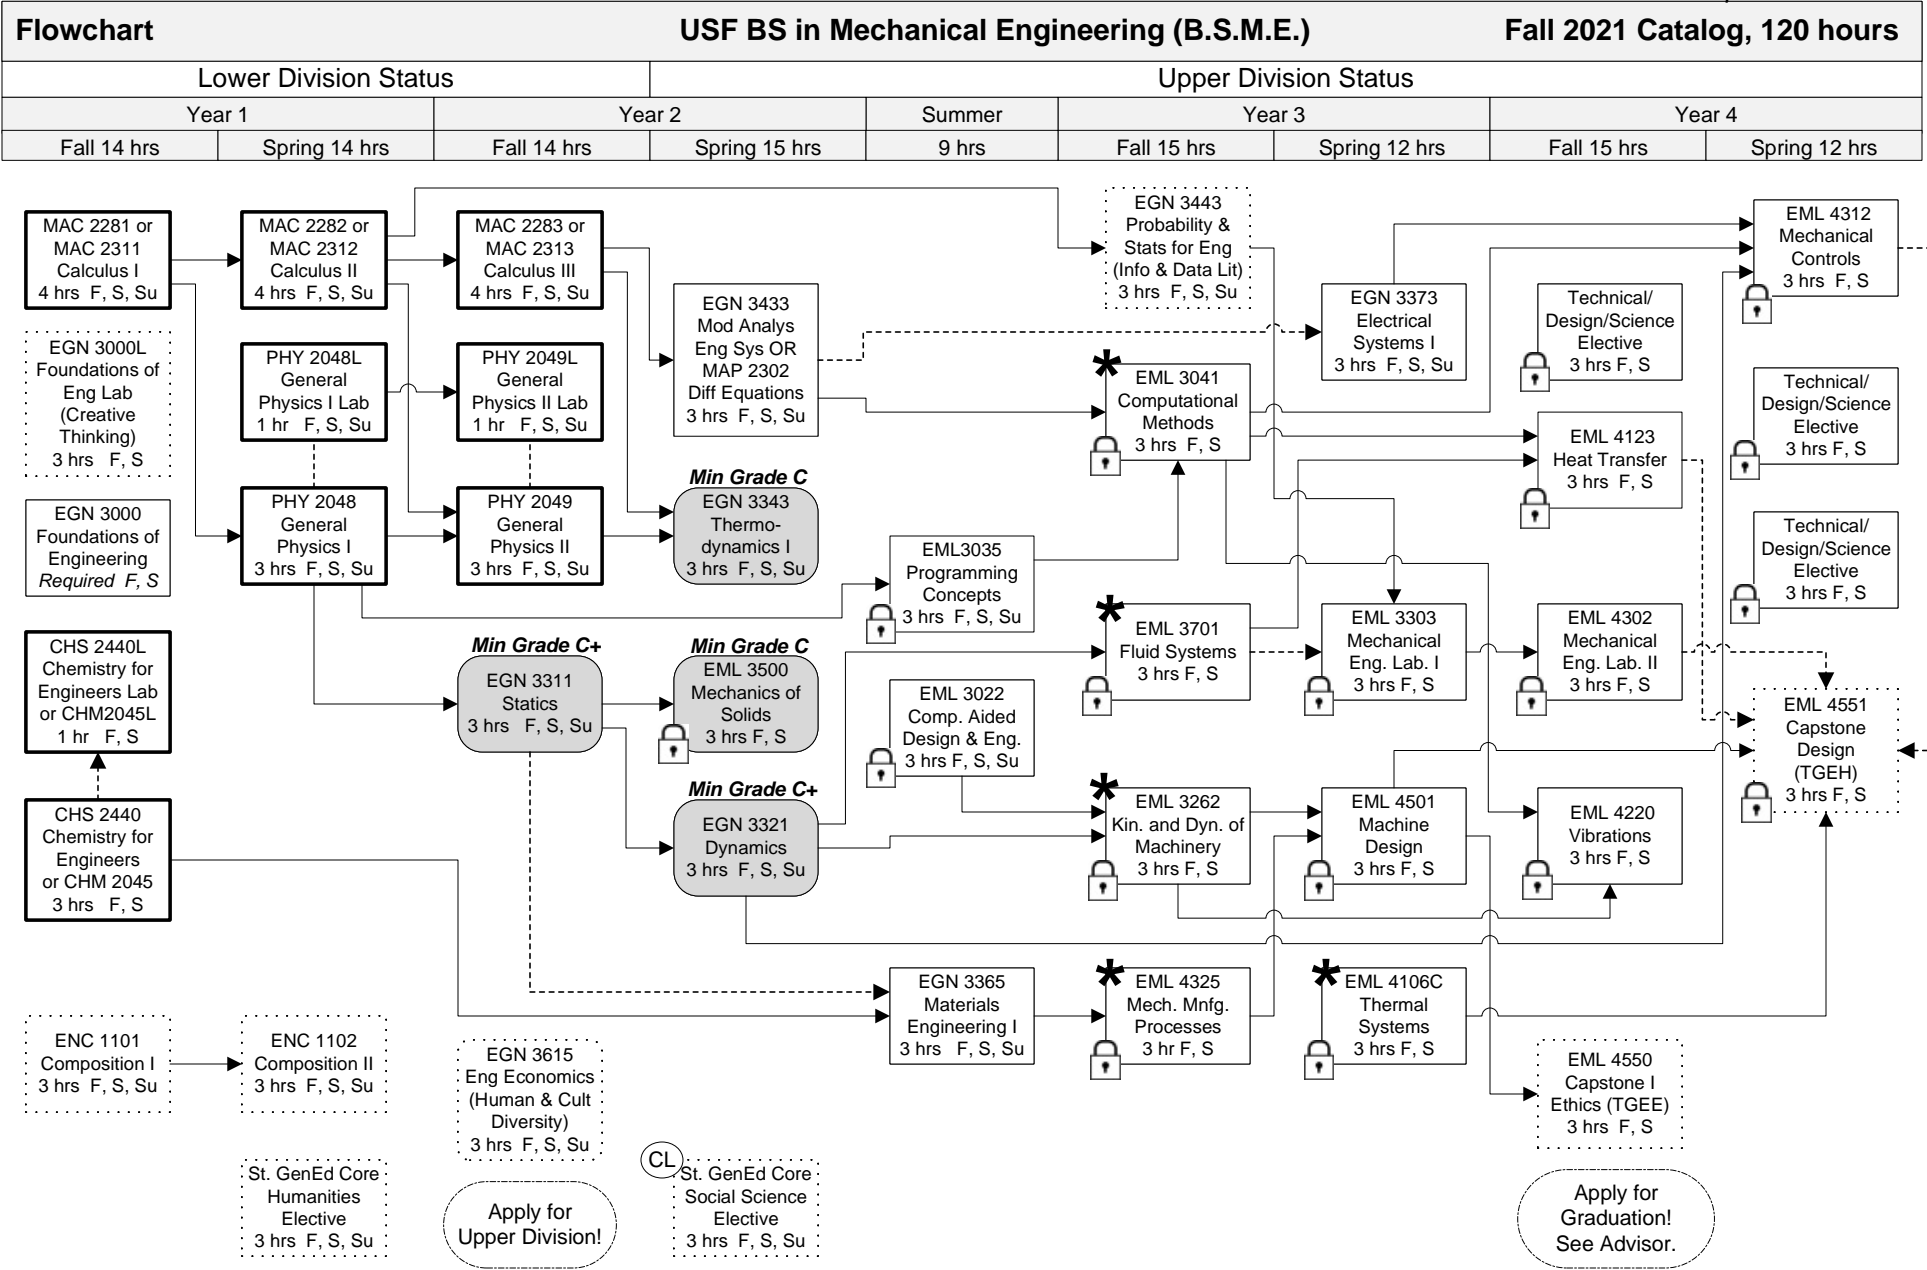 Flowchart
USF BS in Mechanical Engineering (B.S.M.E.)
Fall 2021 Catalog, 120 hours
Lower Division Status
Upper Division Status
Year 1
Year 2
Summer
Year 3
Year 4
Fall 14 hrs
Spring 14 hrs
Fall 14 hrs
Spring 15 hrs
9 hrs
Fall 15 hrs
Spring 12 hrs
Fall 15 hrs
Spring 12 hrs
MAC 2281 or
MAC 2311
Calculus I
4 hrs F, S, Su
EGN 3000L
Foundations of
Eng Lab
(Creative
Thinking)
3 hrs F, S
EGN 3000
Foundations of
Engineering
Required F, S
CHS 2440L
Chemistry for
Engineers Lab
or CHM2045L
1 hr F, S
CHS 2440
Chemistry for
Engineers
or CHM 2045
3 hrs F, S
ENC 1101
Composition I
3 hrs F, S, Su
MAC 2282 or
MAC 2312
Calculus II
4 hrs F, S, Su
PHY 2048L
General
Physics I Lab
1 hr F, S, Su
PHY 2048
General
Physics I
3 hrs F, S, Su
ENC 1102
Composition II
3 hrs F, S, Su
St. GenEd Core
Humanities
Elective
3 hrs F, S, Su
MAC 2283 or
MAC 2313
Calculus III
4 hrs F, S, Su
PHY 2049L
General
Physics II Lab
1 hr F, S, Su
PHY 2049
General
Physics II
3 hrs F, S, Su
Min Grade C+
EGN 3311
Statics
3 hrs F, S, Su
EGN 3615
Eng Economics
(Human & Cult
Diversity)
3 hrs F, S, Su
Apply for
Upper Division!
EGN 3433
Mod Analys
Eng Sys OR
MAP 2302
Diff Equations
3 hrs F, S, Su
Min Grade C
EGN 3343
Thermo-
dynamics I
3 hrs F, S, Su
Min Grade C
EML 3500
Mechanics of
Solids
3 hrs F, S
Min Grade C+
EGN 3321
Dynamics
3 hrs F, S, Su
CL
St. GenEd Core
Social Science
Elective
3 hrs F, S, Su
EML3035
Programming
Concepts
3 hrs F, S, Su
EML 3022
Comp. Aided
Design & Eng.
3 hrs F, S, Su
EGN 3365
Materials
Engineering I
3 hrs F, S, Su
EGN 3443
Probability &
Stats for Eng
(Info & Data Lit)
3 hrs F, S, Su
*
EML 3041
Computational
Methods
3 hrs F, S
*
EML 3701
Fluid Systems
3 hrs F, S
*
EML 3262
Kin. and Dyn. of
Machinery
3 hrs F, S
*
EML 4325
Mech. Mnfg.
Processes
3 hr F, S
EGN 3373
Electrical
Systems I
3 hrs F, S, Su
EML 3303
Mechanical
Eng. Lab. I
3 hrs F, S
EML 4501
Machine
Design
3 hrs F, S
*
EML 4106C
Thermal
Systems
3 hrs F, S
Technical/
Design/Science
Elective
3 hrs F, S
EML 4123
Heat Transfer
3 hrs F, S
EML 4302
Mechanical
Eng. Lab. II
3 hrs F, S
EML 4220
Vibrations
3 hrs F, S
EML 4550
Capstone I
Ethics (TGEE)
3 hrs F, S
Apply for
Graduation!
See Advisor.
EML 4312
Mechanical
Controls
3 hrs F, S
Technical/
Design/Science
Elective
3 hrs F, S
Technical/
Design/Science
Elective
3 hrs F, S
EML 4551
Capstone
Design
(TGEH)
3 hrs F, S